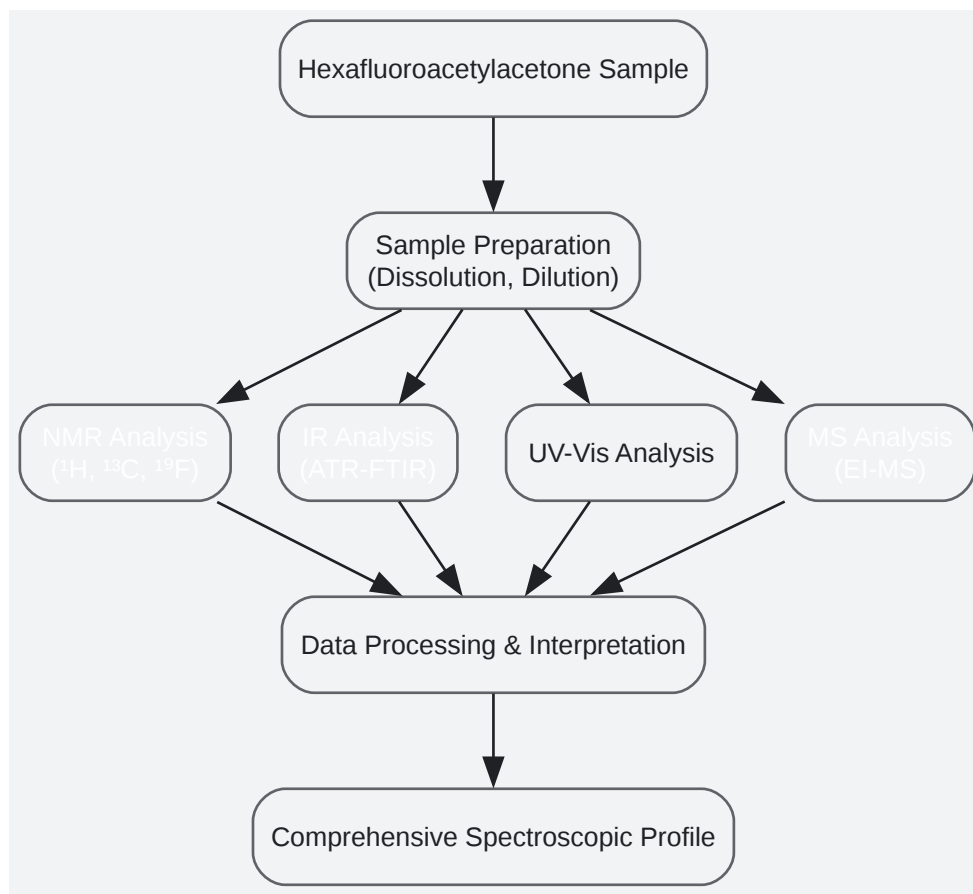 Hexafluoroacetylacetone Sample
Sample Preparation
(Dissolution, Dilution)
NMR Analysis
(¹H, ¹³C, ¹⁹F)
IR Analysis
(ATR-FTIR)
UV-Vis Analysis
MS Analysis
(EI-MS)
Data Processing & Interpretation
Comprehensive Spectroscopic Profile